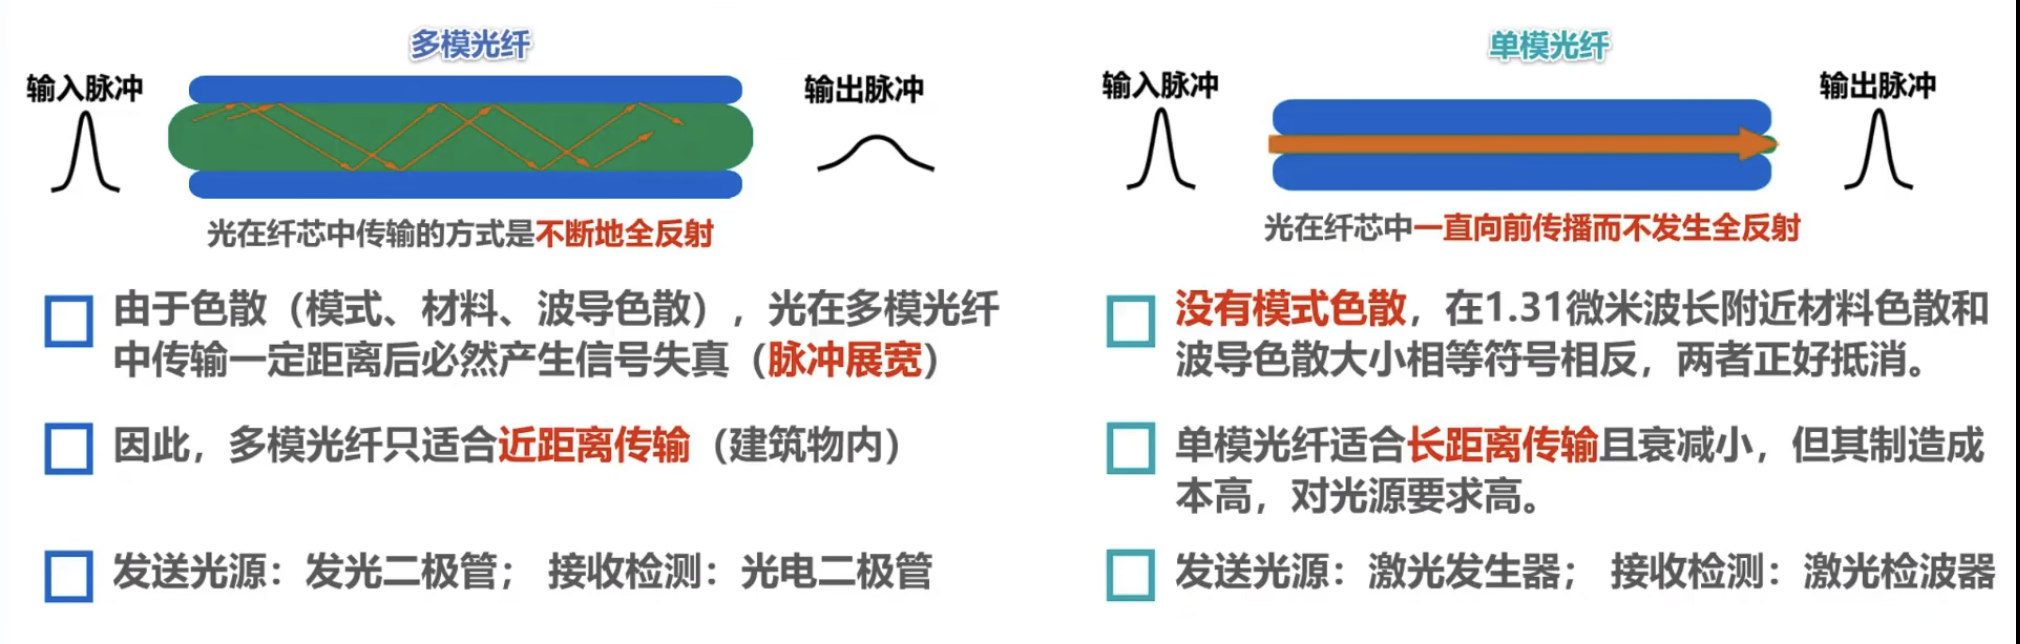 多模光纤
输入脉冲
输出脉冲
光在纤芯中传输的方式是不断地全反射
由于色散（模式、材料、波导色散），光在多模光纤
中传输一定距离后必然产生信号失真（脉冲展宽）
因此，多模光纤只适合近距离传输（建筑物内）
发送光源：发光二极管； 接收检测：光电二极管
单模光纤
输入脉冲
输出脉冲
光在纤芯中一直向前传播而不发生全反射
没有模式色散，在1.31微米波长附近材料色散和
波导色散大小相等符号相反，两者正好抵消。
单模光纤适合长距离传输且衰减小，但其制造成
本高，对光源要求高。
发送光源：激光发生器； 接收检测：激光检波器